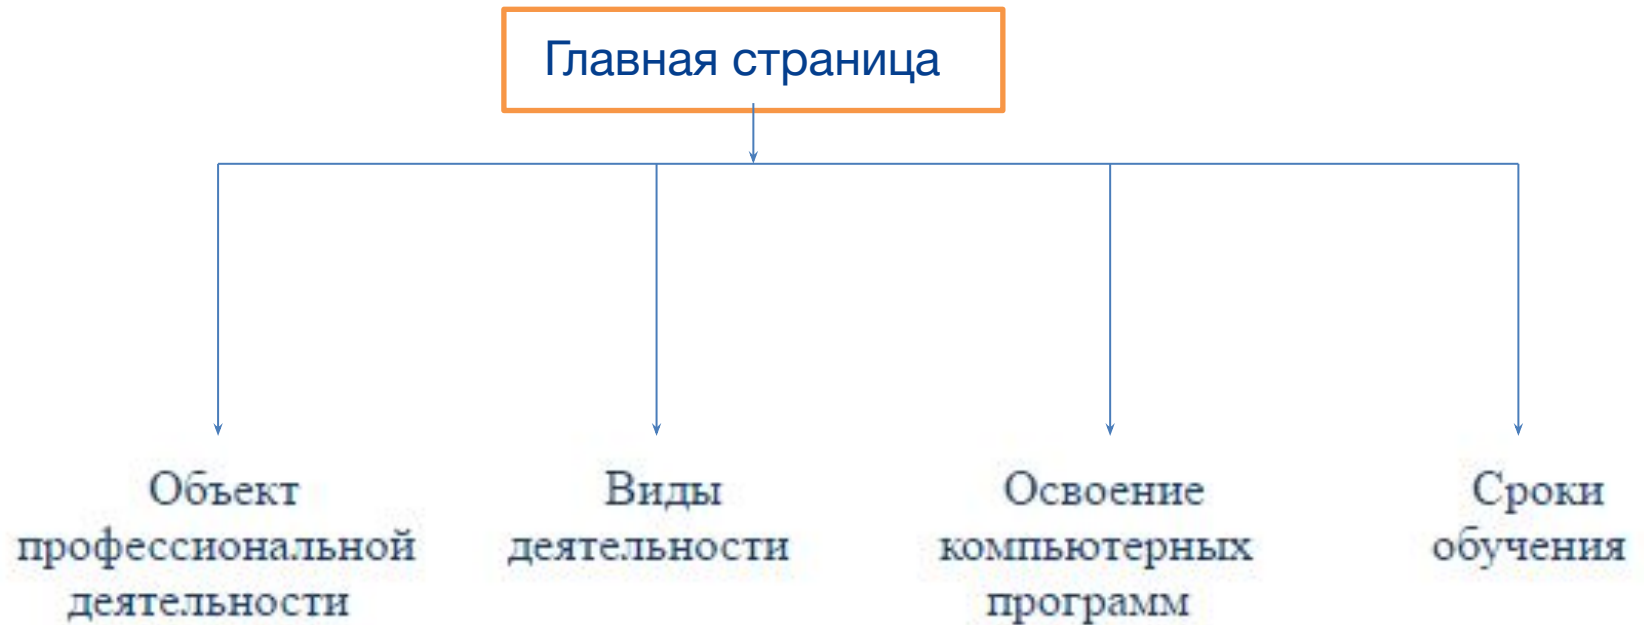 Главная страница
Объект
профессиональной
деятельности
Виды
деятельности
Освоение
компьютерных
программ
Сроки
обучения